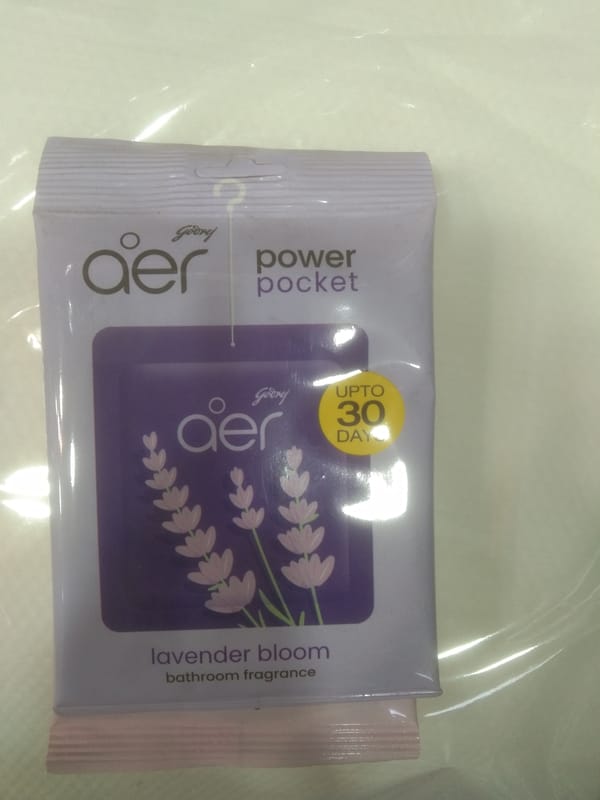 Godrej
aer
power
pocket
Godrej
aer
UPTO
30
DAYS
lavender bloom
bathroom fragrance